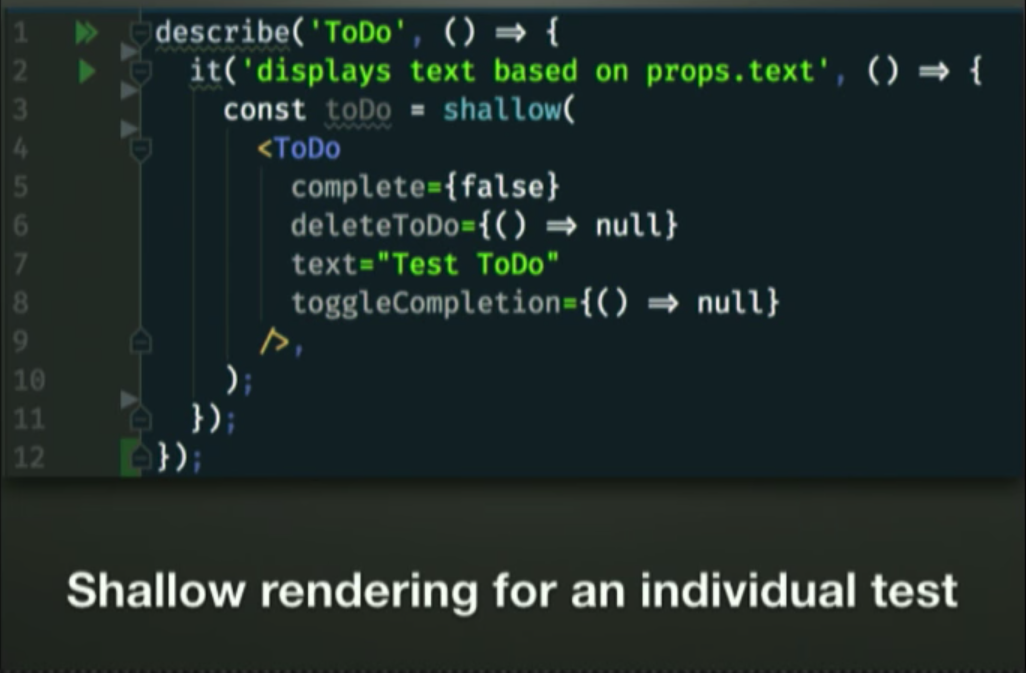 1 describe('ToDo', () => {
2 it('displays text based on props.text', () => {
3 const toDo = shallow(
4 <ToDo
5 complete={false}
6 deleteToDo={() => null}
7 text="Test ToDo"
8 toggleCompletion={() => null}
9 />,
10 );
11 });
12 });
Shallow rendering for an individual test